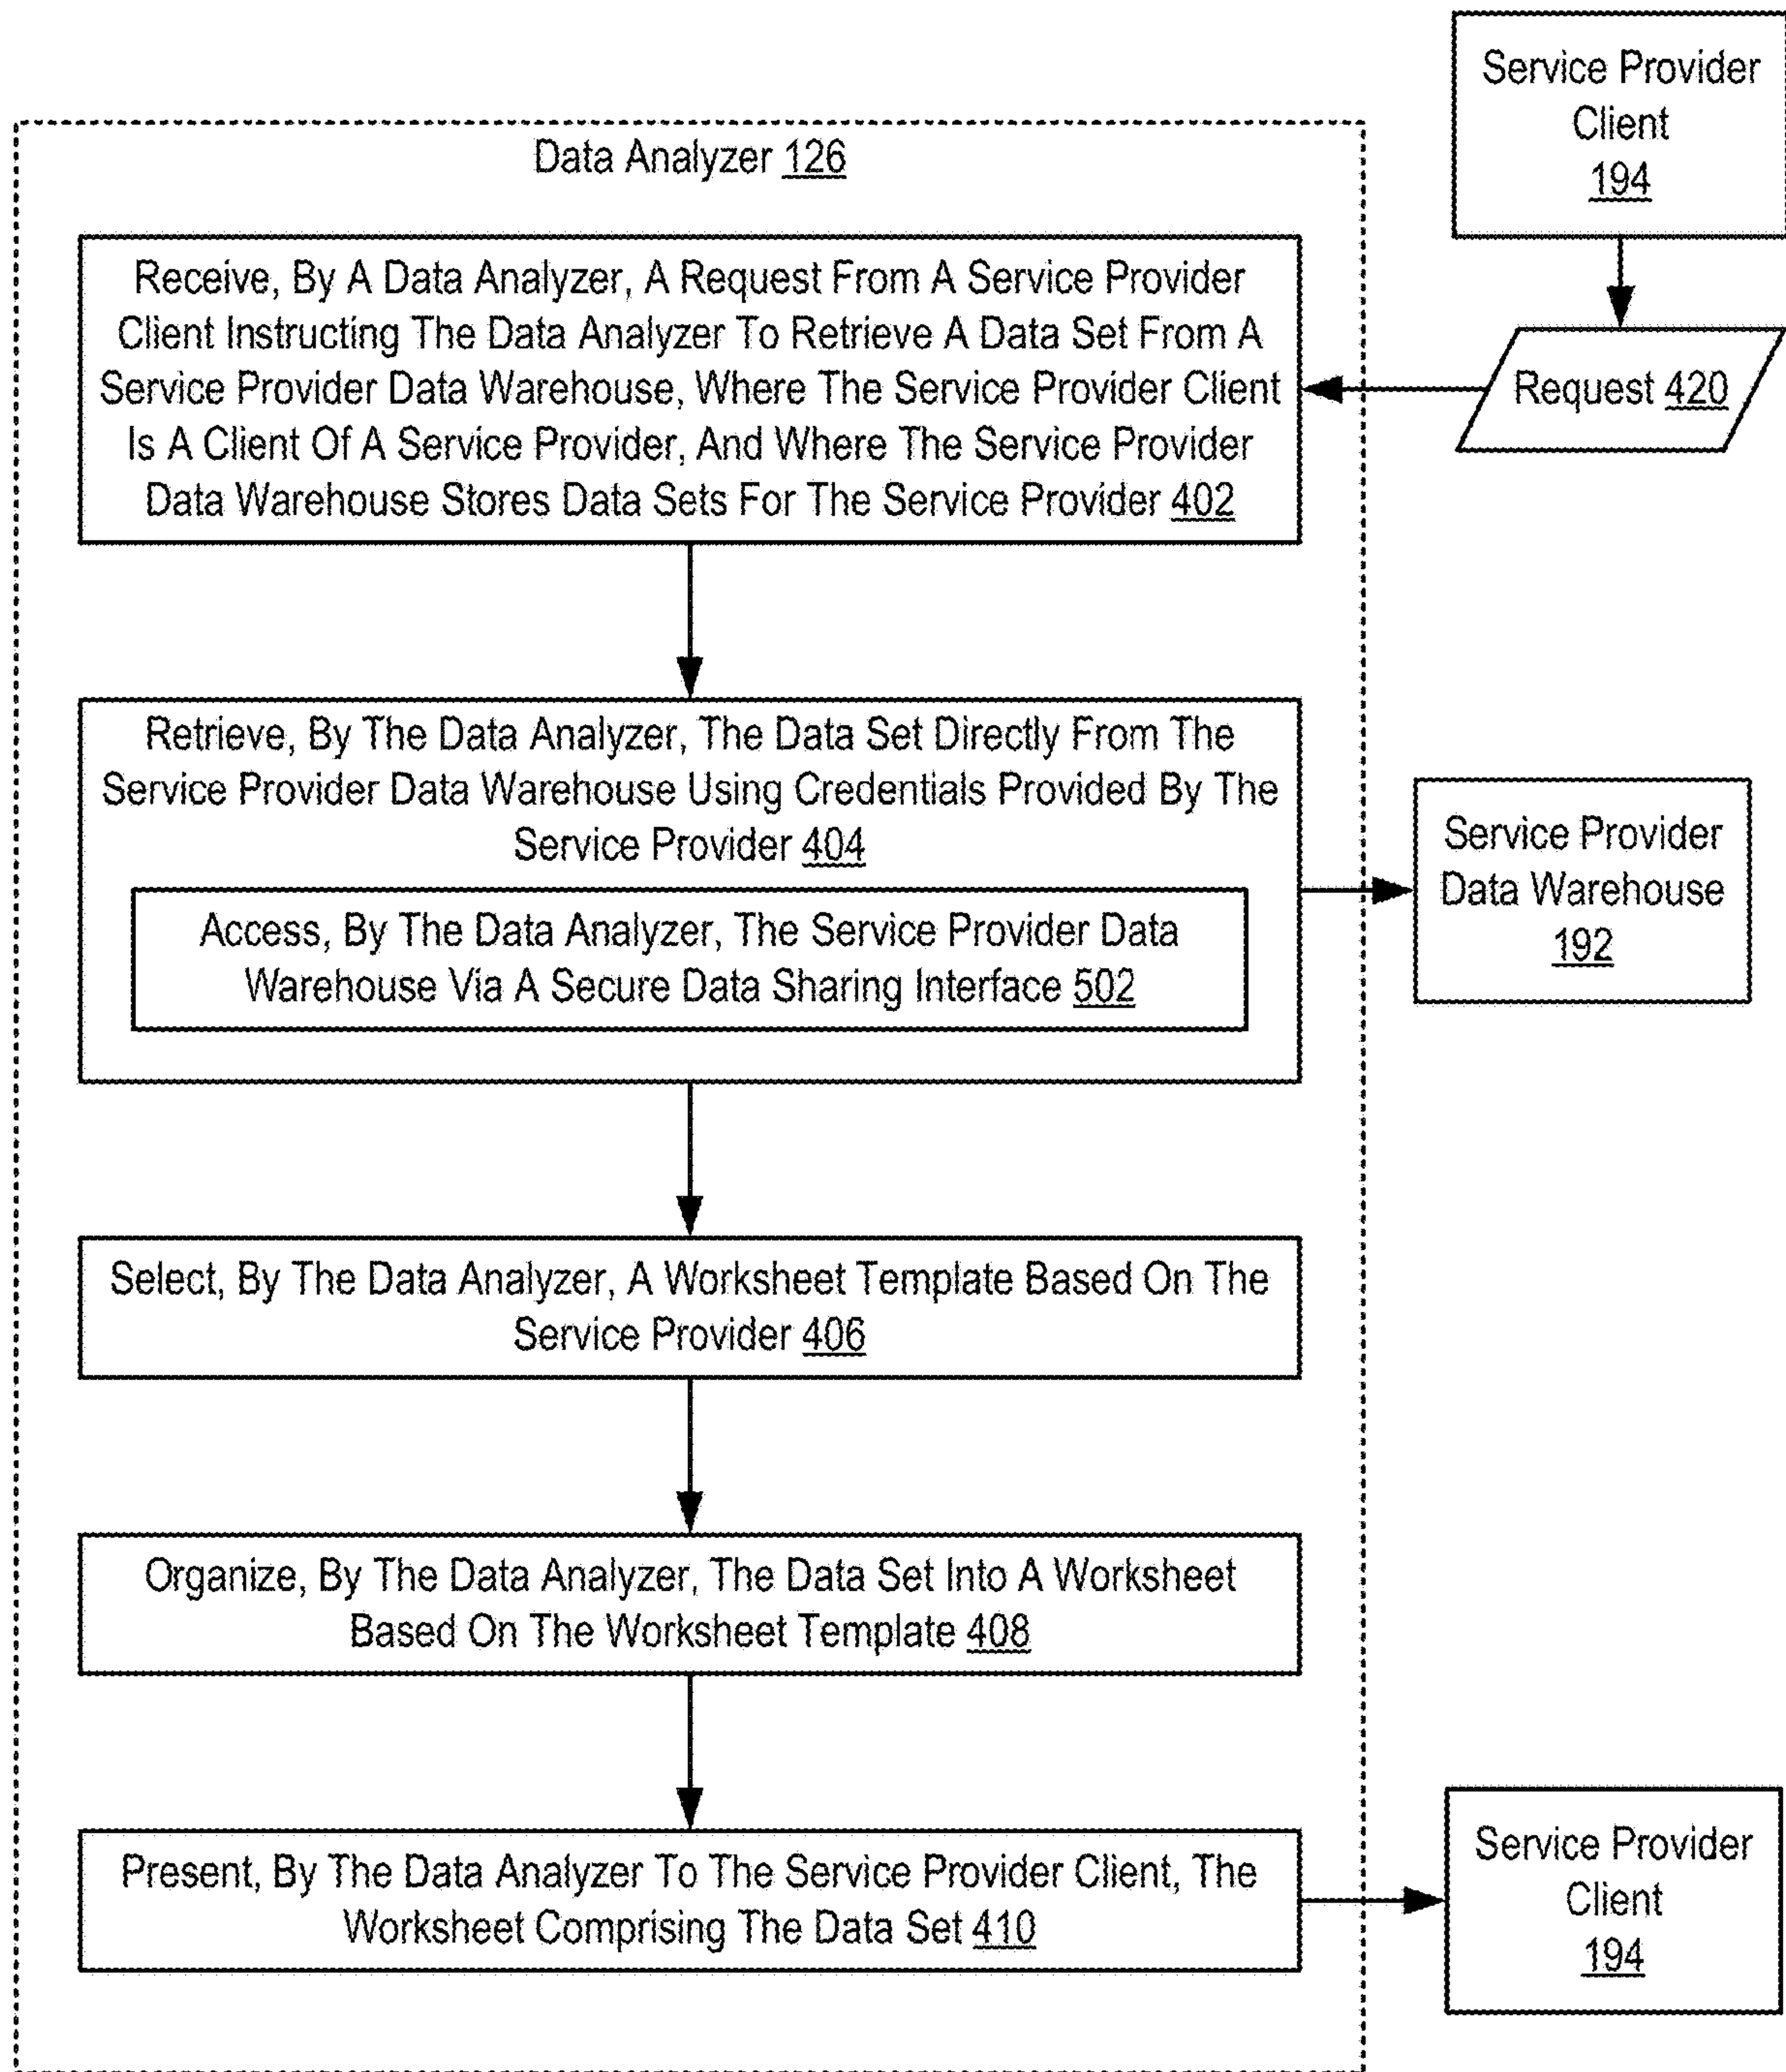 Service Provider
Client
194
Data Analyzer 126
Receive, By A Data Analyzer, A Request From A Service Provider
Client Instructing The Data Analyzer To Retrieve A Data Set From A
Service Provider Data Warehouse, Where The Service Provider Client
Is A Client Of A Service Provider, And Where The Service Provider
Data Warehouse Stores Data Sets For The Service Provider 402
Request 420
Retrieve, By The Data Analyzer, The Data Set Directly From The
Service Provider Data Warehouse Using Credentials Provided By The
Service Provider 404
Access, By The Data Analyzer, The Service Provider Data
Warehouse Via A Secure Data Sharing Interface 502
Service Provider
Data Warehouse
192
Select, By The Data Analyzer, A Worksheet Template Based On The
Service Provider 406
Organize, By The Data Analyzer, The Data Set Into A Worksheet
Based On The Worksheet Template 408
Present, By The Data Analyzer To The Service Provider Client, The
Worksheet Comprising The Data Set 410
Service Provider
Client
194